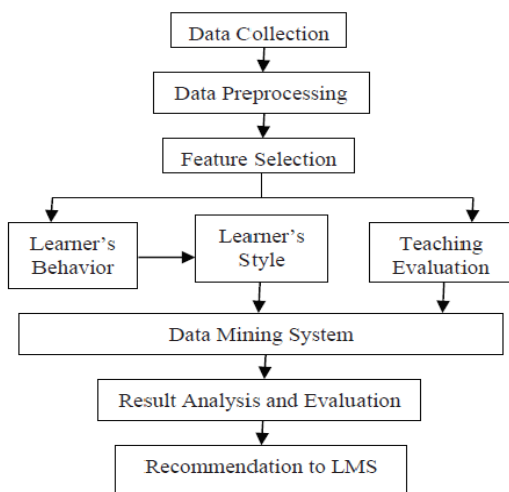 Data Collection
Data Preprocessing
Feature Selection
Learner's
Behavior
Learner's
Style
Teaching
Evaluation
Data Mining System
Result Analysis and Evaluation
Recommendation to LMS